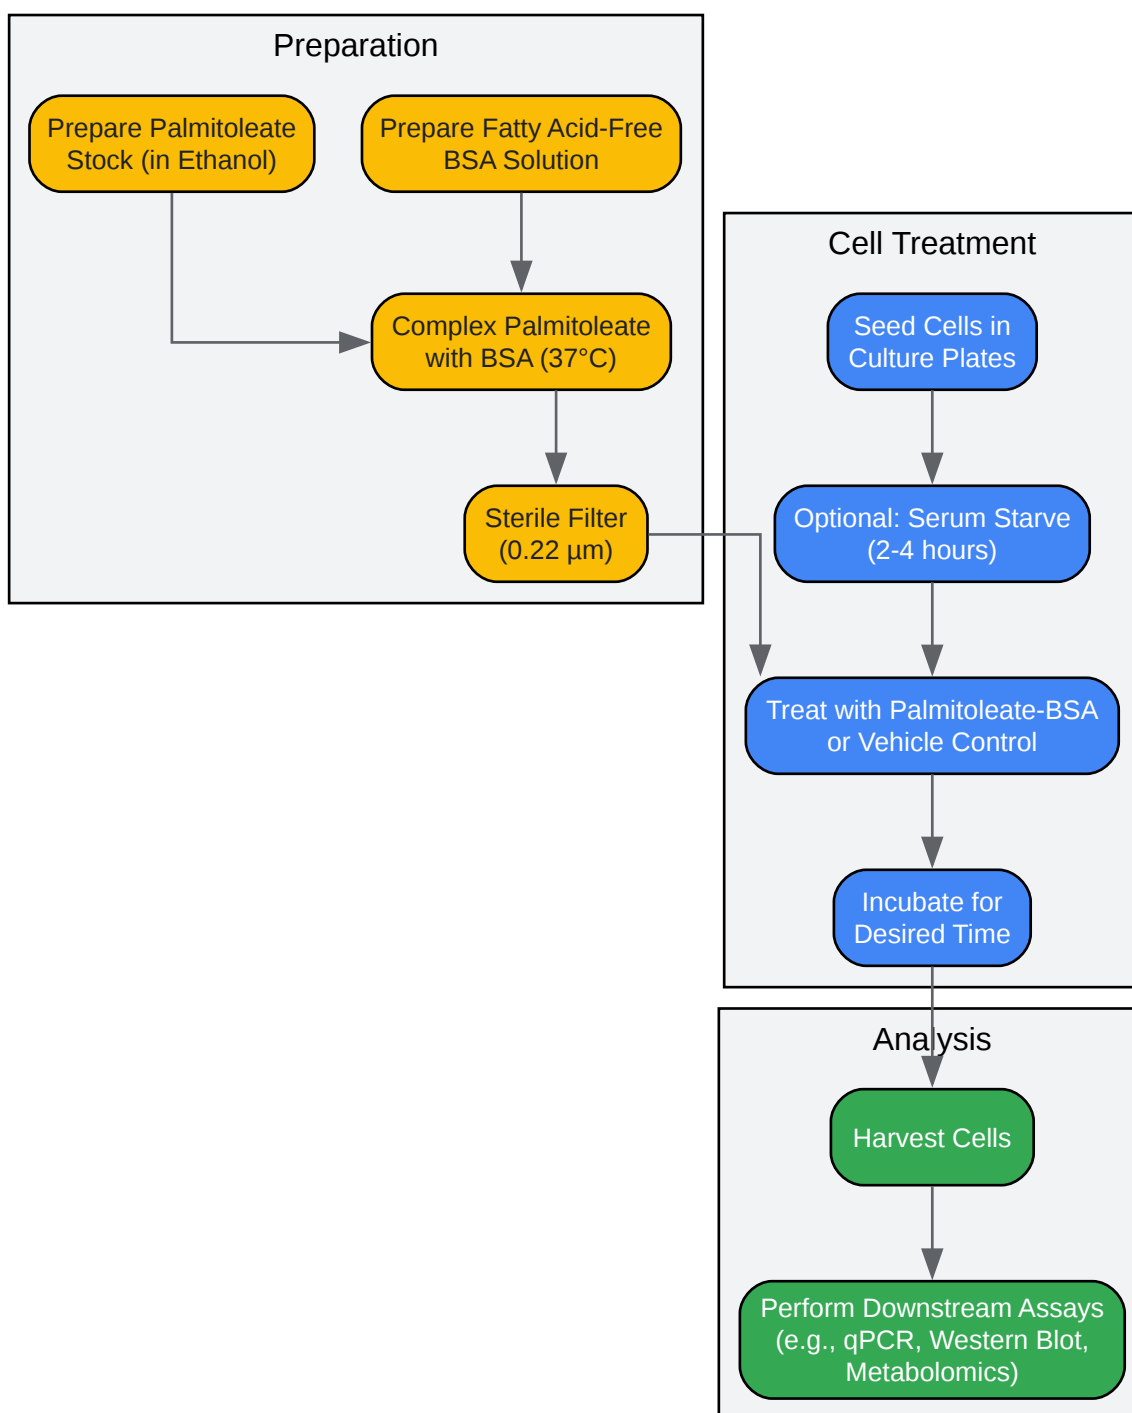 Preparation
Prepare Palmitoleate
Stock (in Ethanol)
Prepare Fatty Acid-Free
BSA Solution
Complex Palmitoleate
with BSA (37°C)
Sterile Filter
(0.22 µm)
Cell Treatment
Seed Cells in
Culture Plates
Optional: Serum Starve
(2-4 hours)
Treat with Palmitoleate-BSA
or Vehicle Control
Incubate for
Desired Time
Analysis
Harvest Cells
Perform Downstream Assays
(e.g., qPCR, Western Blot,
Metabolomics)